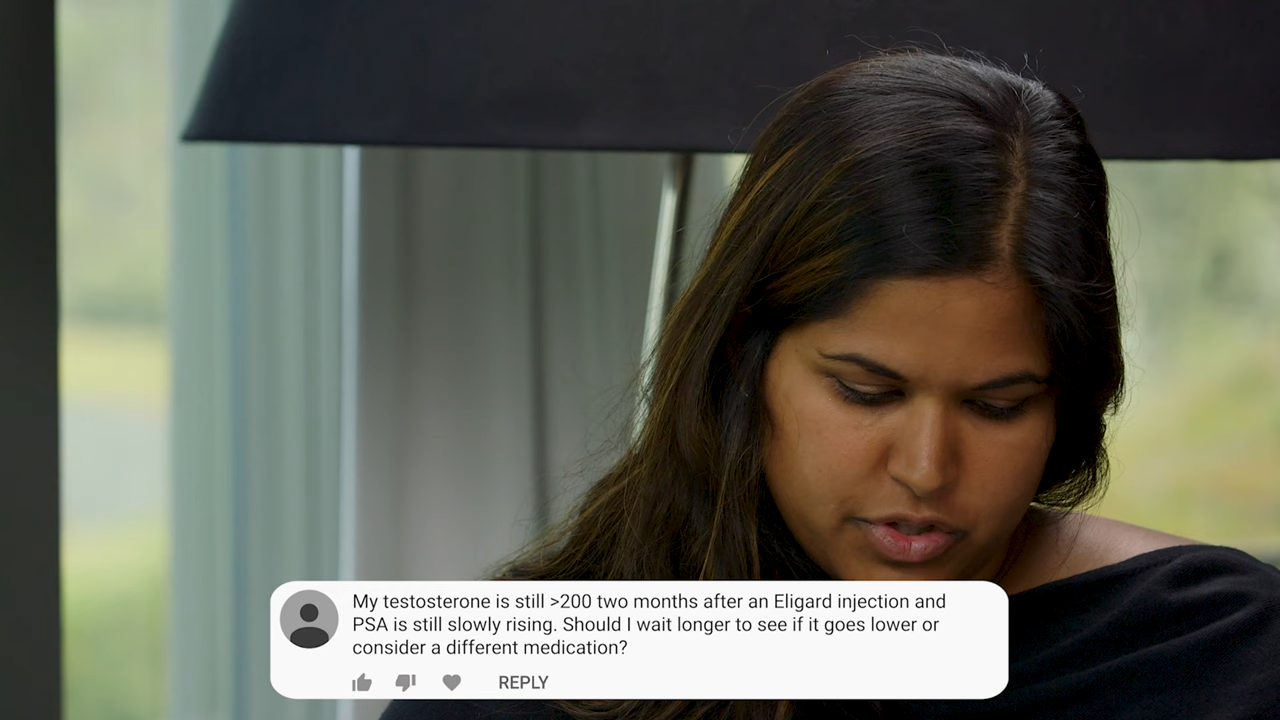 My testosterone is still >200 two months after an Eligard injection and
PSA is still slowly rising. Should I wait longer to see if it goes lower or
consider a different medication?
REPLY